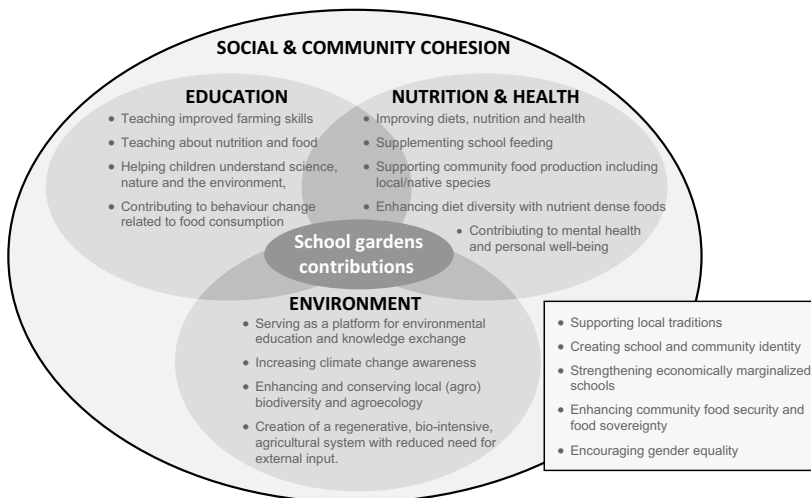 SOCIAL & COMMUNITY COHESION
EDUCATION
• Teaching improved farming skills
• Teaching about nutrition and food
• Helping children understand science,
nature and the environment,
• Contributing to behaviour change
related to food consumption
NUTRITION & HEALTH
• Improving diets, nutrition and health
• Supplementing school feeding
• Supporting community food production including
local/native species
• Enhancing diet diversity with nutrient dense foods
• Contribiuting to mental health
and personal well-being
School gardens
contributions
ENVIRONMENT
• Serving as a platform for environmental
education and knowledge exchange
• Increasing climate change awareness
• Enhancing and conserving local (agro)
biodiversity and agroecology
• Creation of a regenerative, bio-intensive,
agricultural system with reduced need for
external input.
• Supporting local traditions
• Creating school and community identity
• Strengthening economically marginalized
schools
• Enhancing community food security and
food sovereignty
• Encouraging gender equality